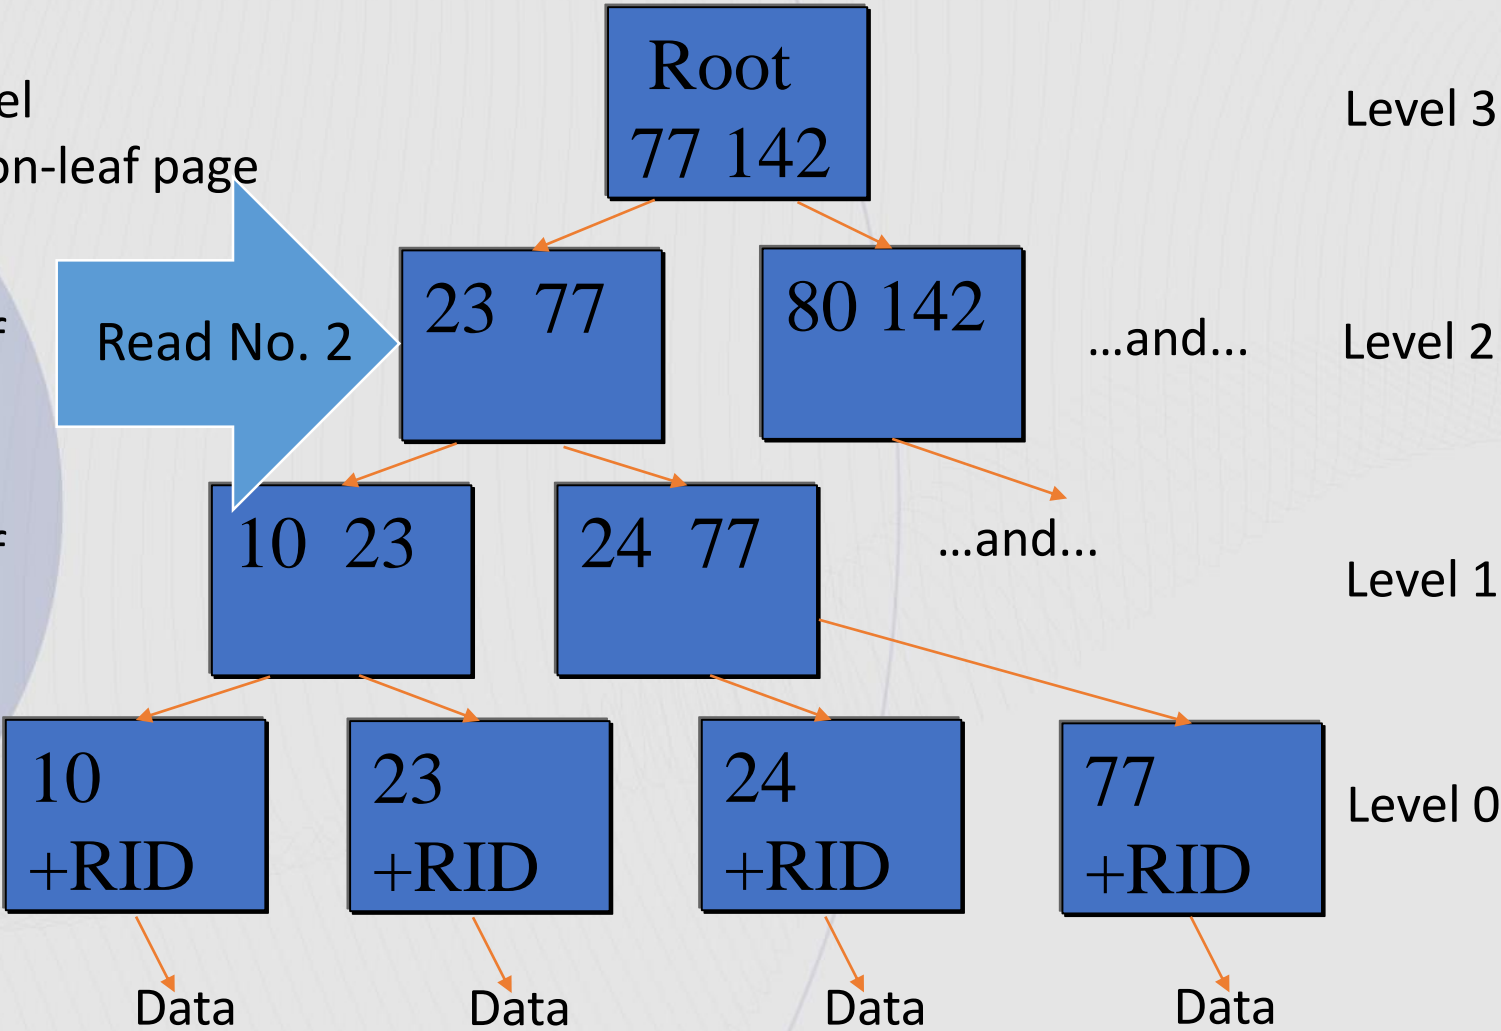 Root
77 142
Level 3
el
on-leaf page
23 77
80 142
...and...
Level 2
f
Read No. 2
f
10 23
24 77
...and...
Level 1
10
+RID
23
+RID
24
+RID
77
+RID
Level 0
Data
Data
Data
Data